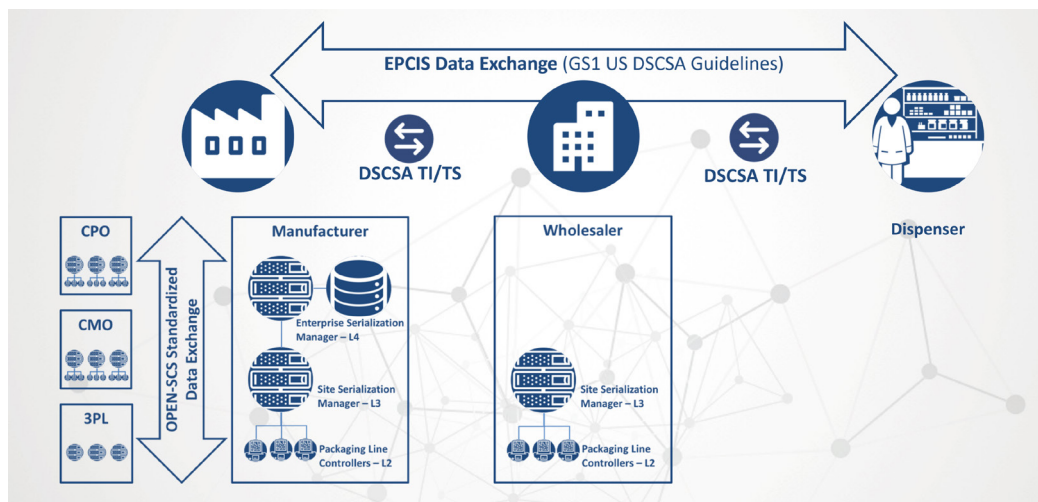 EPCIS Data Exchange (GS1 US DSCSA Guidelines)
DSCSA TI/TS
DSCSA TI/TS
CPO
CMO
3PL
OPEN-SCS Standardized
Data Exchange
Manufacturer
Enterprise Serialization
Manager – L4
Site Serialization
Manager – L3
Packaging Line
Controllers – L2
Wholesaler
Site Serialization
Manager – L3
Packaging Line
Controllers – L2
Dispenser